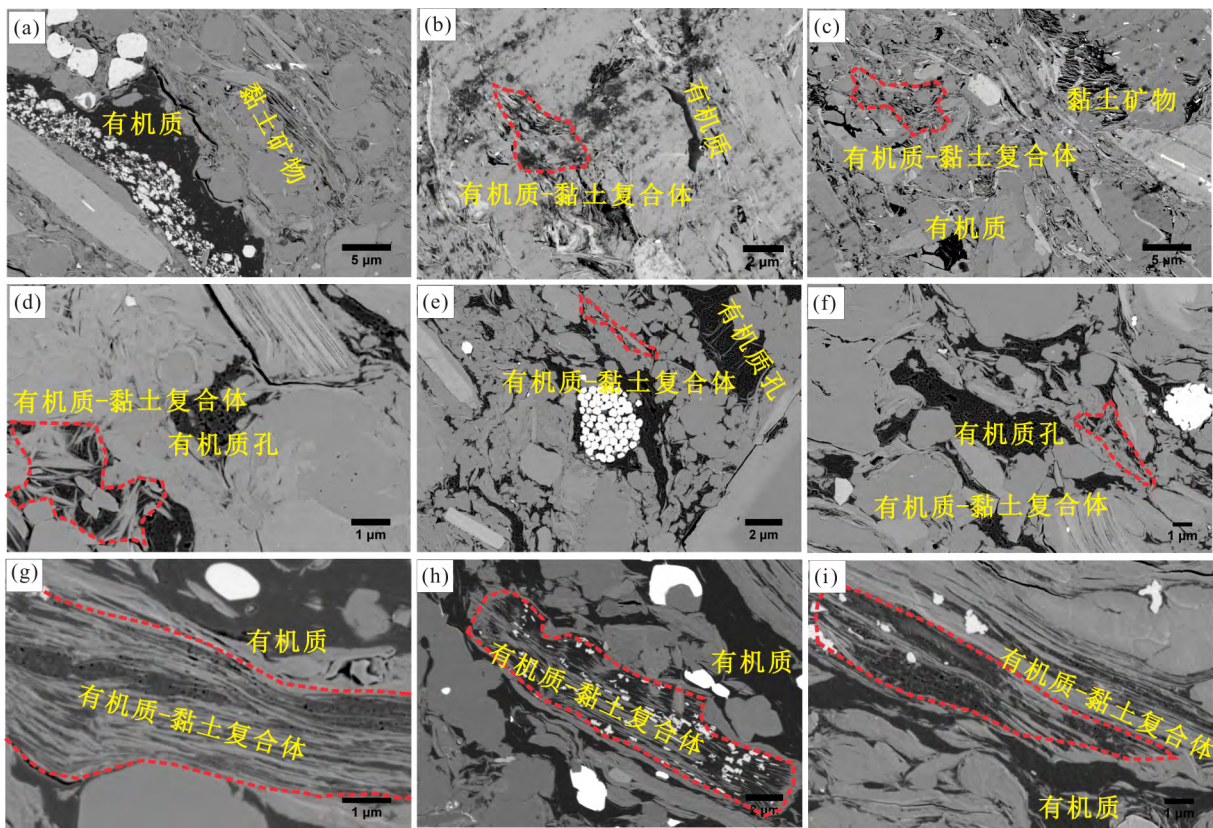 (a)
有机质
黏土矿物
5 μm
(b)
有机质
有机质-黏土复合体
2 μm
(c)
黏土矿物
有机质-黏土复合体
有机质
5 μm
(d)
有机质-黏土复合体
有机质孔
1 μm
(e)
有机质孔
有机质-黏土复合体
2 μm
(f)
有机质孔
有机质-黏土复合体
1 μm
(g)
有机质
有机质-黏土复合体
1 μm
(h)
有机质
有机质-黏土复合体
2 μm
(i)
有机质-黏土复合体
有机质
1 μm